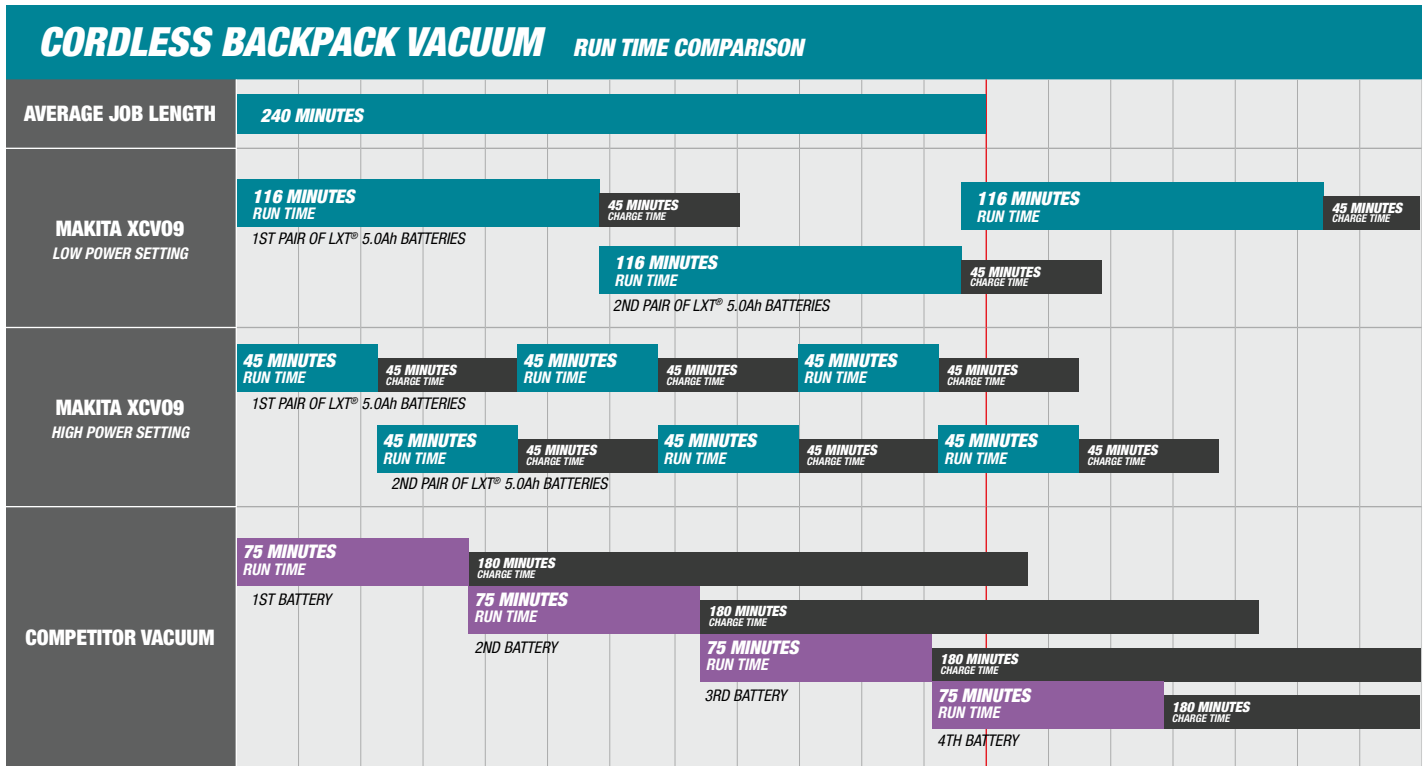 CORDLESS BACKPACK VACUUM RUN TIME COMPARISON
AVERAGE JOB LENGTH
240 MINUTES
MAKITA XCV09
LOW POWER SETTING
116 MINUTES
RUN TIME
45 MINUTES
CHARGE TIME
1ST PAIR OF LXT® 5.0Ah BATTERIES
116 MINUTES
RUN TIME
45 MINUTES
CHARGE TIME
116 MINUTES
RUN TIME
45 MINUTES
CHARGE TIME
2ND PAIR OF LXT® 5.0Ah BATTERIES
MAKITA XCV09
HIGH POWER SETTING
45 MINUTES
RUN TIME
45 MINUTES
CHARGE TIME
45 MINUTES
RUN TIME
45 MINUTES
CHARGE TIME
45 MINUTES
RUN TIME
45 MINUTES
CHARGE TIME
1ST PAIR OF LXT® 5.0Ah BATTERIES
45 MINUTES
RUN TIME
45 MINUTES
CHARGE TIME
45 MINUTES
RUN TIME
45 MINUTES
CHARGE TIME
45 MINUTES
RUN TIME
45 MINUTES
CHARGE TIME
2ND PAIR OF LXT® 5.0Ah BATTERIES
COMPETITOR VACUUM
75 MINUTES
RUN TIME
180 MINUTES
CHARGE TIME
1ST BATTERY
75 MINUTES
RUN TIME
180 MINUTES
CHARGE TIME
2ND BATTERY
75 MINUTES
RUN TIME
180 MINUTES
CHARGE TIME
3RD BATTERY
75 MINUTES
RUN TIME
180 MINUTES
CHARGE TIME
4TH BATTERY